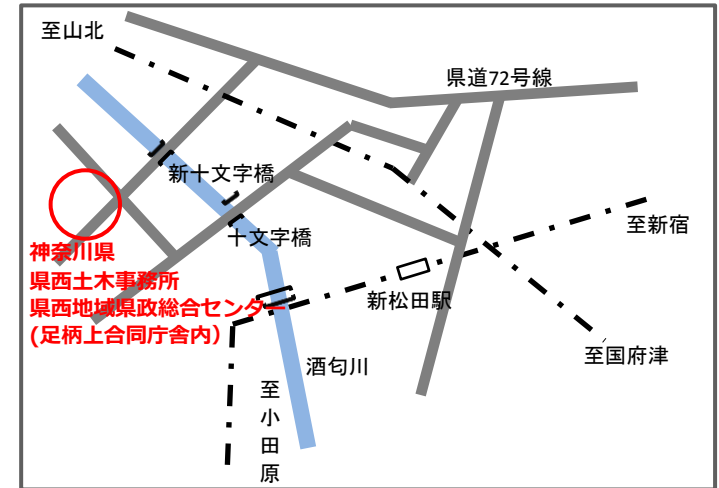 至山北
県道72号線
新十文字橋
至新宿
十文字橋
神奈川県
県西土木事務所
県西地域県政総合センター
(足柄上合同庁舎内）
新松田駅
至国府津
酒匂川
至小田原